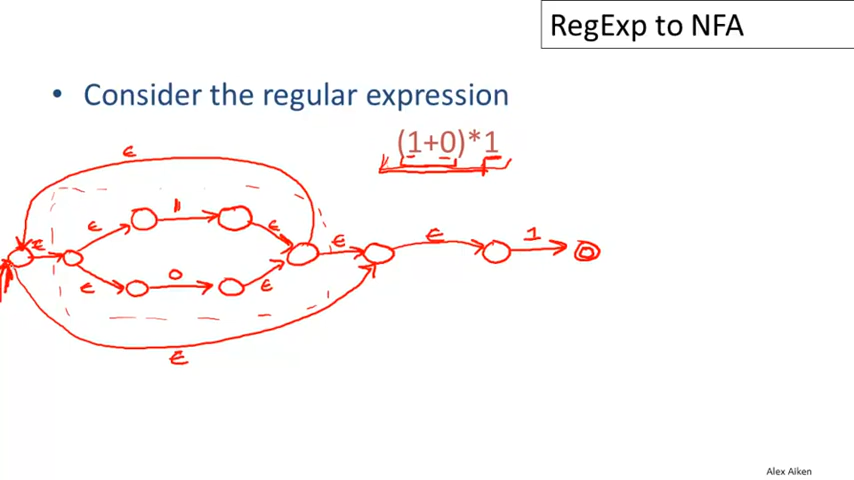 RegExp to NFA
• Consider the regular expression
(1+0)*1
ε
1
ε ε
ε ε ε 1
0
ε ε
ε
Alex Aiken